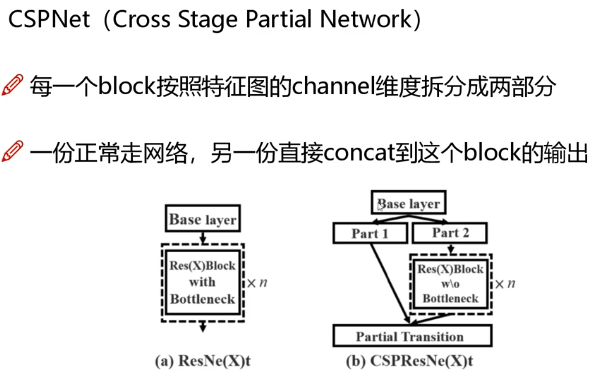 CSPNet（Cross Stage Partial Network）
每一个block按照特征图的channel维度拆分成两部分
一份正常走网络，另一份直接concat到这个block的输出
Base layer
Res(X)Block
with
Bottleneck
×n
(a) ResNe(X)t
Base layer
Part 1
Part 2
Res(X)Block
w\o
Bottleneck
×n
Partial Transition
(b) CSPResNe(X)t